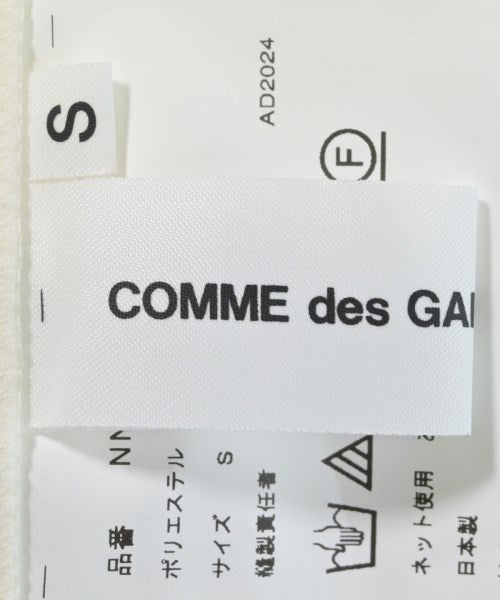 S
COMME des GA
AD2024
F
品番 NN
ポリエステル
サイズ S
縫製責任者
ネット使用
日本製